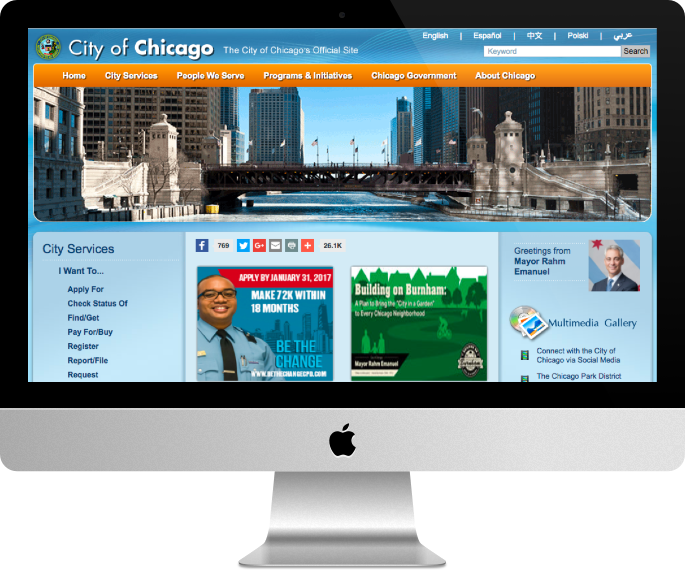 English | Español | 中文 | Polski | عربي
City of Chicago The City of Chicago's Official Site
Keyword Search
Home City Services People We Serve Programs & Initiatives Chicago Government About Chicago
City Services
I Want To...
Apply For
Check Status Of
Find/Get
Pay For/Buy
Register
Report/File
Request
769
26.1K
APPLY BY JANUARY 31, 2017
MAKE 72K WITHIN
18 MONTHS
BE THE
CHANGE
WWW.BETHECHANGECPD.COM
Building on Burnham:
A Plan to Bring the "City in a Garden"
to Every Chicago Neighborhood
Mayor Rahm Emanuel
Greetings from
Mayor Rahm
Emanuel
Multimedia Gallery
Connect with the City of
Chicago via Social Media
The Chicago Park District